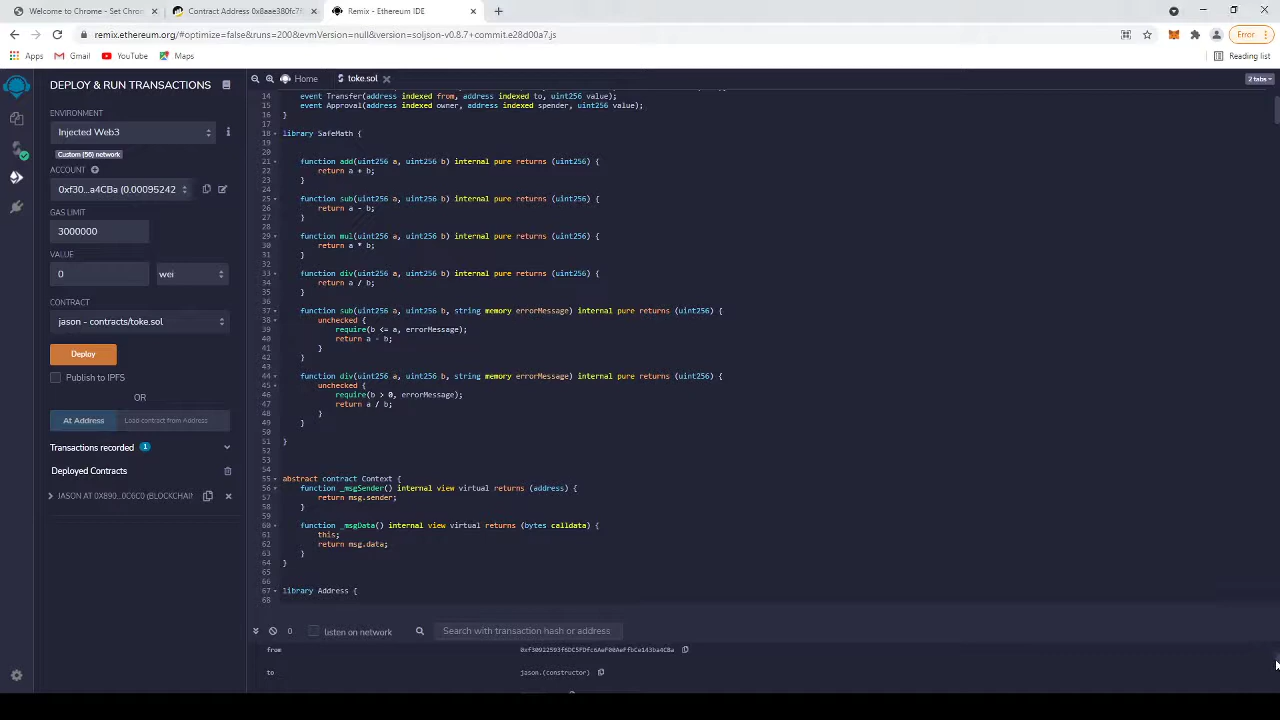 Welcome to Chrome - Set Chrom
Contract Address 0x8aae380fc7f
Remix - Ethereum IDE
remix.ethereum.org/#optimize=false&runs=200&evmVersion=null&version=soljson-v0.8.7+commit.e28d00a7.js
Error
Apps
Gmail
YouTube
Maps
Reading list
DEPLOY & RUN TRANSACTIONS
Home
toke.sol
2 tabs
ENVIRONMENT
Injected Web3
Custom (56) network
ACCOUNT
0xf30...a4CBa (0.00095242
GAS LIMIT
3000000
VALUE
0
wei
CONTRACT
jason - contracts/toke.sol
Deploy
Publish to IPFS
OR
At Address
Load contract from Address
Transactions recorded 1
Deployed Contracts
JASON AT 0X890...0C6C0 (BLOCKCHAIN
14 event Transfer(address indexed from, address indexed to, uint256 value);
15 event Approval(address indexed owner, address indexed spender, uint256 value);
16 }
17
18 library SafeMath {
19
20
21 function add(uint256 a, uint256 b) internal pure returns (uint256) {
22 return a + b;
23 }
24
25 function sub(uint256 a, uint256 b) internal pure returns (uint256) {
26 return a - b;
27 }
28
29 function mul(uint256 a, uint256 b) internal pure returns (uint256) {
30 return a * b;
31 }
32
33 function div(uint256 a, uint256 b) internal pure returns (uint256) {
34 return a / b;
35 }
36
37 function sub(uint256 a, uint256 b, string memory errorMessage) internal pure returns (uint256) {
38 unchecked {
39 require(b <= a, errorMessage);
40 return a - b;
41 }
42 }
43
44 function div(uint256 a, uint256 b, string memory errorMessage) internal pure returns (uint256) {
45 unchecked {
46 require(b > 0, errorMessage);
47 return a / b;
48 }
49 }
50
51 }
52
53
54
55 abstract contract Context {
56 function _msgSender() internal view virtual returns (address) {
57 return msg.sender;
58 }
59
60 function _msgData() internal view virtual returns (bytes calldata) {
61 this;
62 return msg.data;
63 }
64 }
65
66
67 library Address {
68
0
listen on network
Search with transaction hash or address
from
to
jason.(constructor)